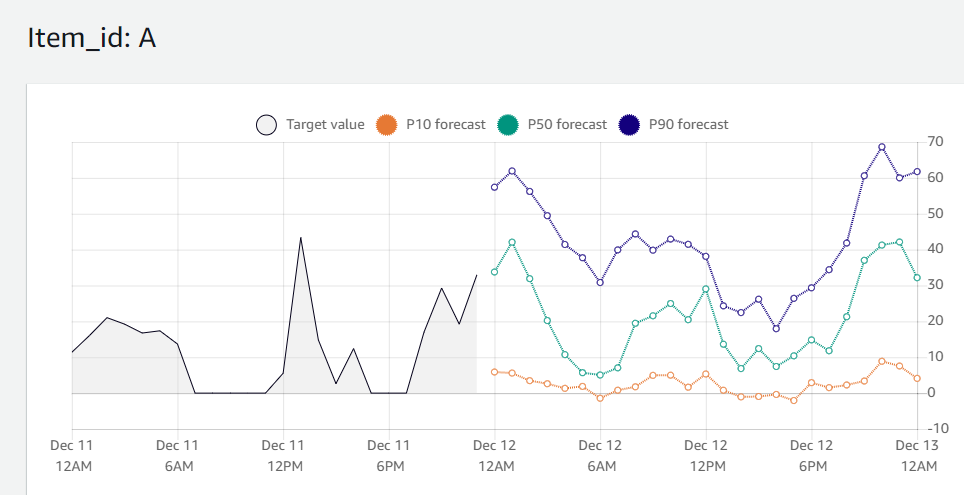 Item_id: A
Target value P10 forecast P50 forecast P90 forecast
70
60
50
40
30
20
10
0
-10
Dec 11 Dec 11 Dec 11 Dec 11 Dec 12 Dec 12 Dec 12 Dec 12 Dec 13
12AM 6AM 12PM 6PM 12AM 6AM 12PM 6PM 12AM